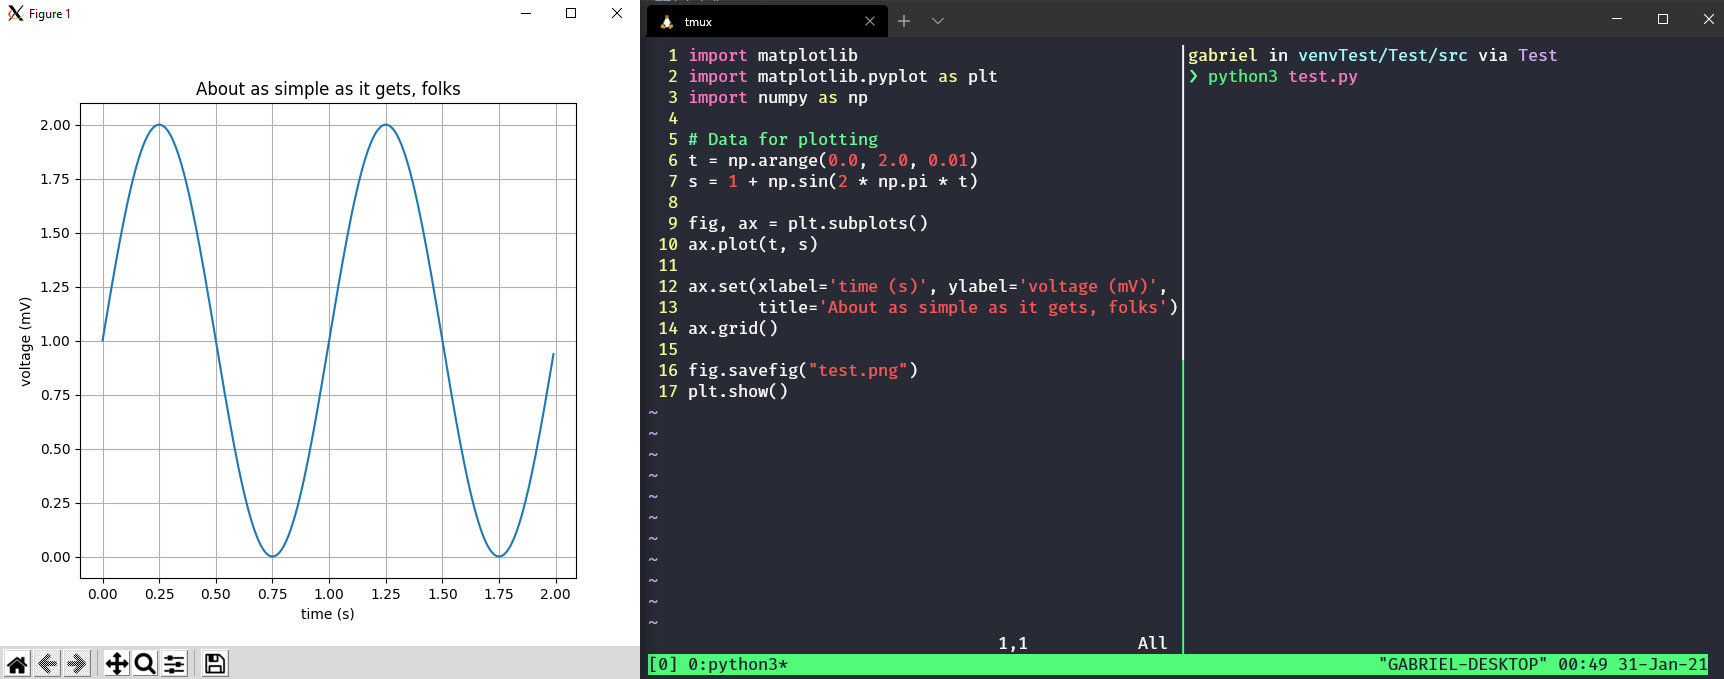 Figure 1
About as simple as it gets, folks
2.00
1.75
1.50
1.25
1.00
0.75
0.50
0.25
0.00
voltage (mV)
0.00 0.25 0.50 0.75 1.00 1.25 1.50 1.75 2.00
time (s)
tmux
1 import matplotlib
2 import matplotlib.pyplot as plt
3 import numpy as np
4
5 # Data for plotting
6 t = np.arange(0.0, 2.0, 0.01)
7 s = 1 + np.sin(2 * np.pi * t)
8
9 fig, ax = plt.subplots()
10 ax.plot(t, s)
11
12 ax.set(xlabel='time (s)', ylabel='voltage (mV)',
13        title='About as simple as it gets, folks')
14 ax.grid()
15
16 fig.savefig("test.png")
17 plt.show()
~
~
~
~
~
~
~
~
~
~
~
1,1 All
gabriel in venvTest/Test/src via Test
❯ python3 test.py
[0] 0:python3* "GABRIEL-DESKTOP" 00:49 31-Jan-21